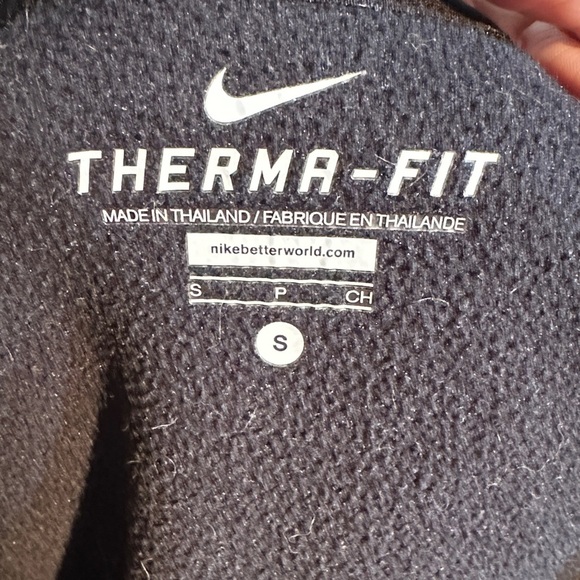 THERMA-FIT
MADE IN THAILAND / FABRIQUE EN THAILANDE
nikebetterworld.com
S P CH
S